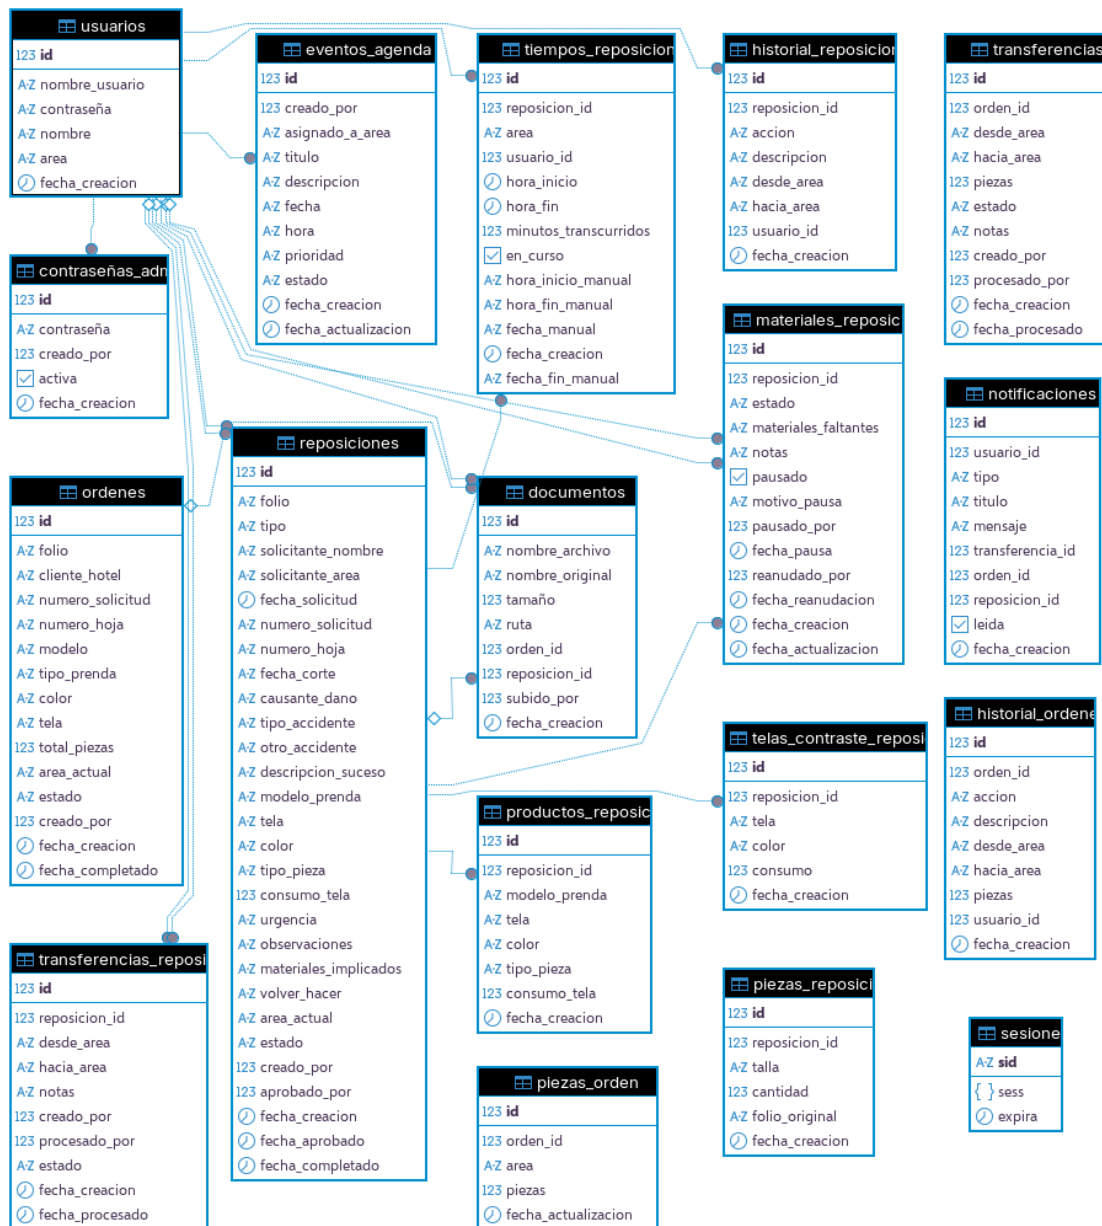 usuarios
123 id
A-Z nombre_usuario
A-Z contraseña
A-Z nombre
A-Z area
fecha_creacion
eventos_agenda
123 id
123 creado_por
A-Z asignado_a_area
A-Z titulo
A-Z descripcion
A-Z fecha
A-Z hora
A-Z prioridad
A-Z estado
fecha_creacion
fecha_actualizacion
tiempos_reposicion
123 id
123 reposicion_id
A-Z area
123 usuario_id
hora_inicio
hora_fin
123 minutos_transcurridos
en_curso
A-Z hora_inicio_manual
A-Z hora_fin_manual
A-Z fecha_manual
fecha_creacion
A-Z fecha_fin_manual
historial_reposicior
123 id
123 reposicion_id
A-Z accion
A-Z descripcion
A-Z desde_area
A-Z hacia_area
123 usuario_id
fecha_creacion
transferencias
123 id
123 orden_id
A-Z desde_area
A-Z hacia_area
123 piezas
A-Z estado
A-Z notas
123 creado_por
123 procesado_por
fecha_creacion
fecha_procesado
contraseñas_adm
123 id
A-Z contraseña
123 creado_por
activa
fecha_creacion
materiales_reposic
123 id
123 reposicion_id
A-Z estado
A-Z materiales_faltantes
A-Z notas
pausado
A-Z motivo_pausa
123 pausado_por
fecha_pausa
123 reanudado_por
fecha_reanudacion
fecha_creacion
fecha_actualizacion
notificaciones
123 id
123 usuario_id
A-Z tipo
A-Z titulo
A-Z mensaje
123 transferencia_id
123 orden_id
123 reposicion_id
leida
fecha_creacion
reposiciones
123 id
A-Z folio
A-Z tipo
A-Z solicitante_nombre
A-Z solicitante_area
fecha_solicitud
A-Z numero_solicitud
A-Z numero_hoja
A-Z fecha_corte
A-Z causante_dano
A-Z tipo_accidente
A-Z otro_accidente
A-Z descripcion_suceso
A-Z modelo_prenda
A-Z tela
A-Z color
A-Z tipo_pieza
123 consumo_tela
A-Z urgencia
A-Z observaciones
A-Z materiales_implicados
A-Z volver_hacer
A-Z area_actual
A-Z estado
123 creado_por
123 aprobado_por
fecha_creacion
fecha_aprobado
fecha_completado
ordenes
123 id
A-Z folio
A-Z cliente_hotel
A-Z numero_solicitud
A-Z numero_hoja
A-Z modelo
A-Z tipo_prenda
A-Z color
A-Z tela
123 total_piezas
A-Z area_actual
A-Z estado
123 creado_por
fecha_creacion
fecha_completado
documentos
123 id
A-Z nombre_archivo
A-Z nombre_original
123 tamaño
A-Z ruta
123 orden_id
123 reposicion_id
123 subido_por
fecha_creacion
historial_ordene
123 id
123 orden_id
A-Z accion
A-Z descripcion
A-Z desde_area
A-Z hacia_area
123 piezas
123 usuario_id
fecha_creacion
telas_contraste_reposi
123 id
123 reposicion_id
A-Z tela
A-Z color
123 consumo
fecha_creacion
productos_reposic
123 id
123 reposicion_id
A-Z modelo_prenda
A-Z tela
A-Z color
A-Z tipo_pieza
123 consumo_tela
fecha_creacion
transferencias_reposi
123 id
123 reposicion_id
A-Z desde_area
A-Z hacia_area
A-Z notas
123 creado_por
123 procesado_por
A-Z estado
fecha_creacion
fecha_procesado
piezas_reposici
123 id
123 reposicion_id
A-Z talla
123 cantidad
A-Z folio_original
fecha_creacion
sesione
A-Z sid
{ } sess
expira
piezas_orden
123 id
123 orden_id
A-Z area
123 piezas
fecha_actualizacion